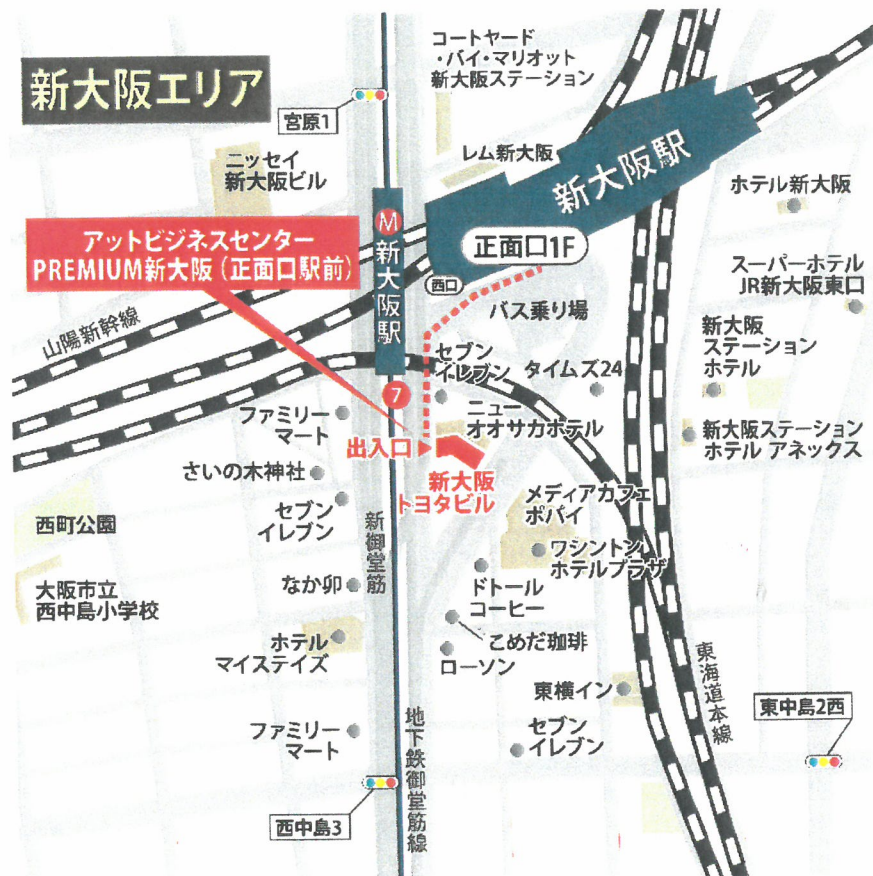 新大阪エリア
コートヤード
・バイ・マリオット
新大阪ステーション
宮原1
ニッセイ
新大阪ビル
レム新大阪
新大阪駅
ホテル新大阪
アットビジネスセンター
PREMIUM新大阪（正面口駅前）
M
新大阪駅
正面口1F
西口
スーパーホテル
JR新大阪東口
山陽新幹線
バス乗り場
新大阪
ステーション
ホテル
セブン
イレブン
タイムズ24
7
ファミリー
マート
ニュー
オオサカホテル
出入口
新大阪ステーション
ホテル アネックス
さいの木神社
新大阪
トヨタビル
セブン
イレブン
メディアカフェ
ポパイ
西町公園
新御堂筋
ワシントン
ホテルプラザ
大阪市立
西中島小学校
なか卯
ドトール
コーヒー
ホテル
マイステイズ
こめだ珈琲
ローソン
東海道本線
東横イン
東中島2西
ファミリー
マート
地下鉄御堂筋線
セブン
イレブン
西中島3